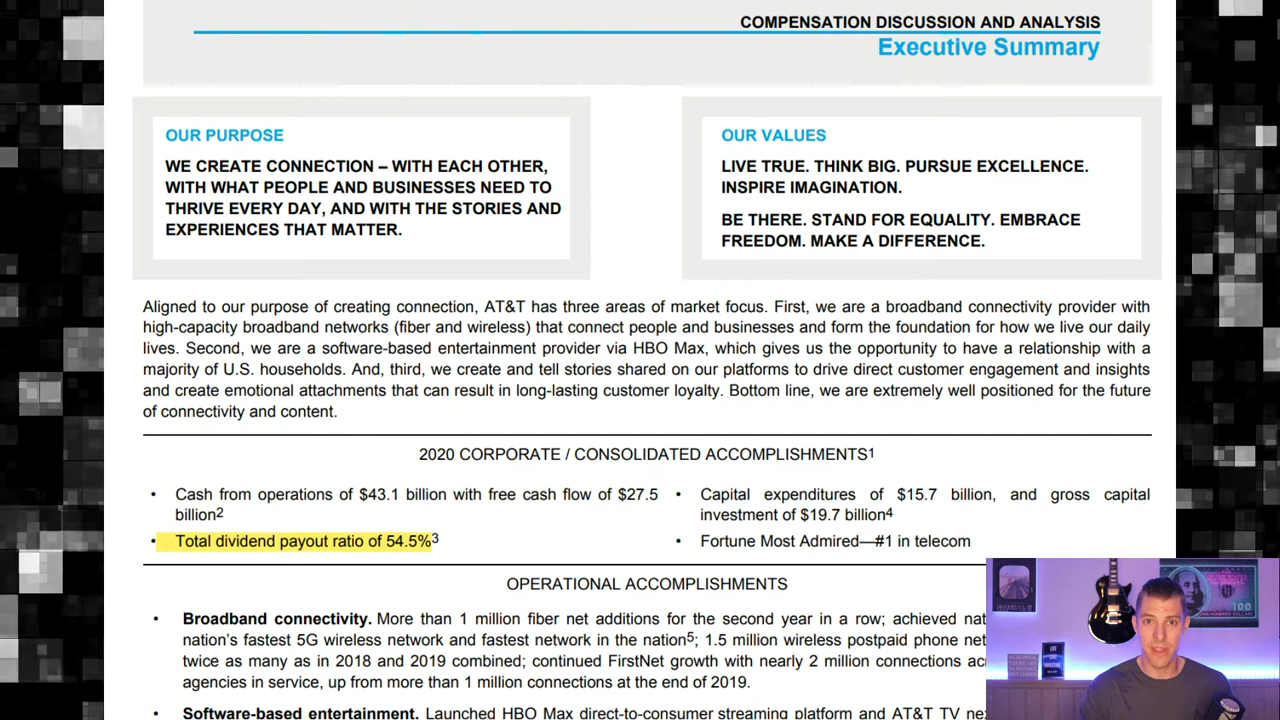 COMPENSATION DISCUSSION AND ANALYSIS
Executive Summary
OUR PURPOSE
WE CREATE CONNECTION – WITH EACH OTHER,
WITH WHAT PEOPLE AND BUSINESSES NEED TO
THRIVE EVERY DAY, AND WITH THE STORIES AND
EXPERIENCES THAT MATTER.
OUR VALUES
LIVE TRUE. THINK BIG. PURSUE EXCELLENCE.
INSPIRE IMAGINATION.
BE THERE. STAND FOR EQUALITY. EMBRACE
FREEDOM. MAKE A DIFFERENCE.
Aligned to our purpose of creating connection, AT&T has three areas of market focus. First, we are a broadband connectivity provider with
high-capacity broadband networks (fiber and wireless) that connect people and businesses and form the foundation for how we live our daily
lives. Second, we are a software-based entertainment provider via HBO Max, which gives us the opportunity to have a relationship with a
majority of U.S. households. And, third, we create and tell stories shared on our platforms to drive direct customer engagement and insights
and create emotional attachments that can result in long-lasting customer loyalty. Bottom line, we are extremely well positioned for the future
of connectivity and content.
2020 CORPORATE / CONSOLIDATED ACCOMPLISHMENTS1
• Cash from operations of $43.1 billion with free cash flow of $27.5
billion2
• Total dividend payout ratio of 54.5%3
• Capital expenditures of $15.7 billion, and gross capital
investment of $19.7 billion4
• Fortune Most Admired—#1 in telecom
OPERATIONAL ACCOMPLISHMENTS
• Broadband connectivity. More than 1 million fiber net additions for the second year in a row; achieved nat
nation's fastest 5G wireless network and fastest network in the nation5; 1.5 million wireless postpaid phone net
twice as many as in 2018 and 2019 combined; continued FirstNet growth with nearly 2 million connections ac
agencies in service, up from more than 1 million connections at the end of 2019.
• Software-based entertainment. Launched HBO Max direct-to-consumer streaming platform and AT&T TV ne
100